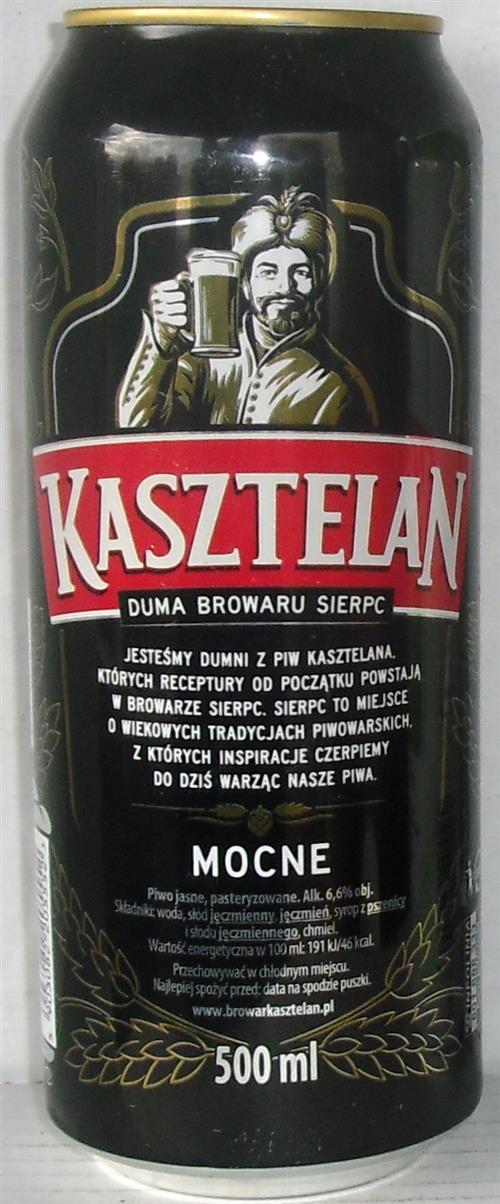 KASZTELAN
DUMA BROWARU SIERPC
JESTEŚMY DUMNI Z PIW KASZTELANA,
KTÓRYCH RECEPTURY OD POCZĄTKU POWSTAJĄ
W BROWARZE SIERPC. SIERPC TO MIEJSCE
O WIEKOWYCH TRADYCJACH PIWOWARSKICH,
Z KTÓRYCH INSPIRACJE CZERPIEMY
DO DZIŚ WARZĄC NASZE PIWA.
MOCNE
Piwo jasne, pasteryzowane. Alk. 6,6% obj.
Składniki: woda, słód jęczmienny, jęczmień, syrop z pszenicy
i słodu jęczmiennego, chmiel.
Wartość energetyczna w 100 ml: 191 kJ/46 kcal.
Przechowywać w chłodnym miejscu.
Najlepiej spożyć przed: data na spodzie puszki.
www.browarkasztelan.pl
500 ml